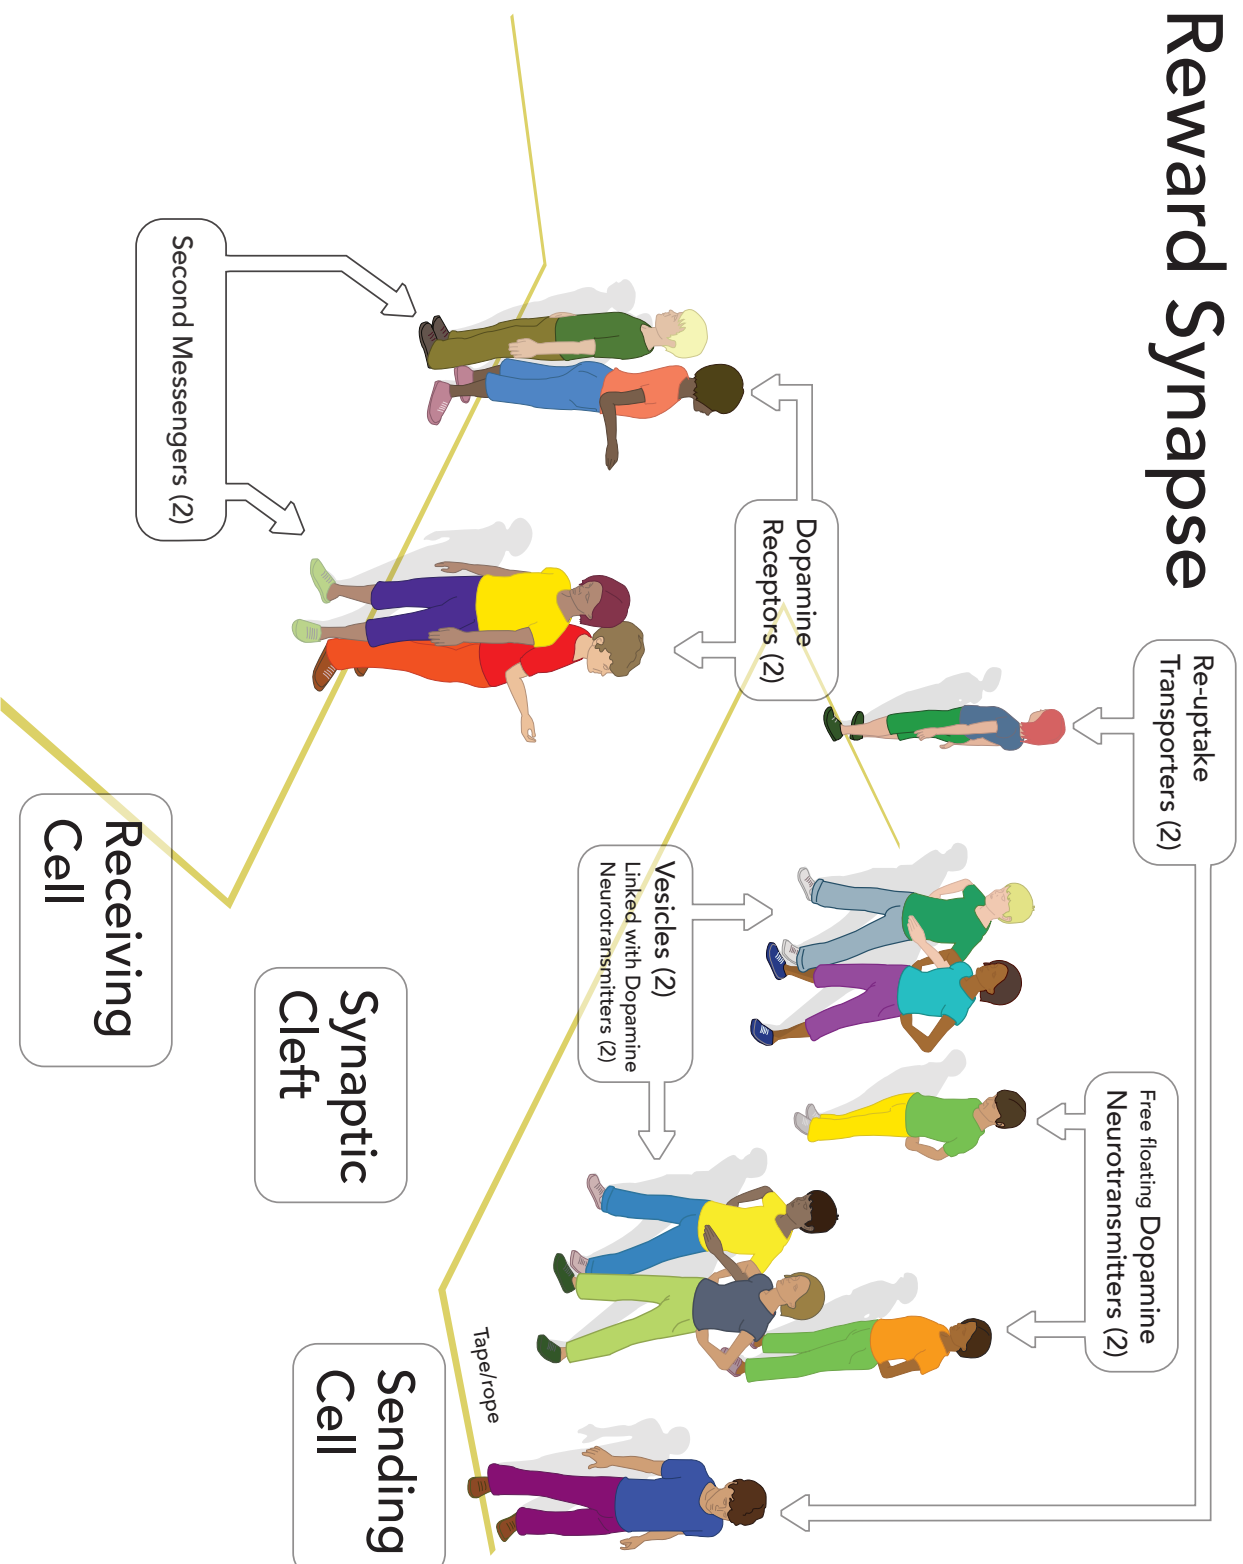 Reward Synapse
Re-uptake
Transporters (2)
Dopamine
Receptors (2)
Second Messengers (2)
Free floating Dopamine
Neurotransmitters (2)
Vesicles (2)
Linked with Dopamine
Neurotransmitters (2)
Receiving
Cell
Synaptic
Cleft
Tape/rope
Sending
Cell